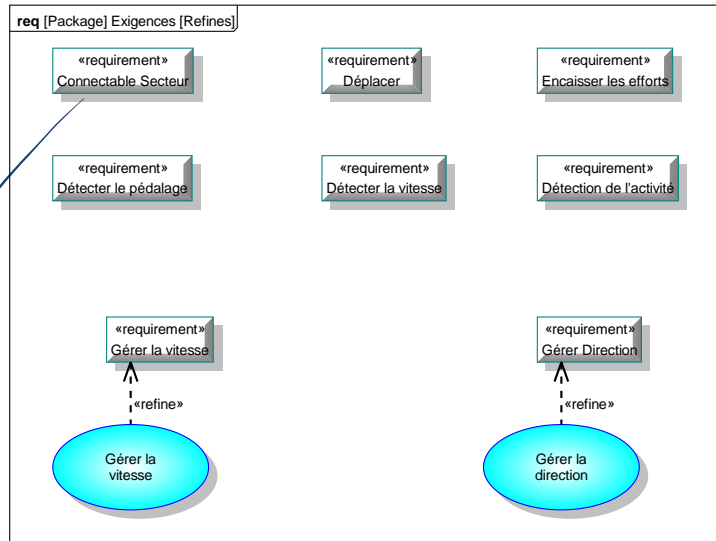 req [Package] Exigences [Refines]
«requirement»
Connectable Secteur
«requirement»
Déplacer
«requirement»
Encaisser les efforts
«requirement»
Détecter le pédalage
«requirement»
Détecter la vitesse
«requirement»
Détection de l'activité
«requirement»
Gérer la vitesse
«requirement»
Gérer Direction
«refine»
«refine»
Gérer la
vitesse
Gérer la
direction